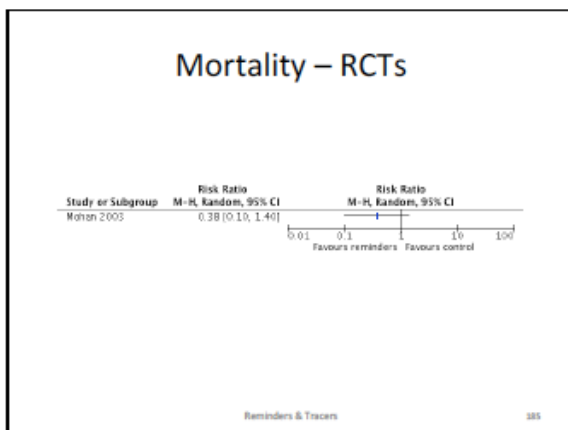 Mortality – RCTs
Risk Ratio Risk Ratio
Study or Subgroup M-H, Random, 95% CI M-H, Random, 95% CI
Mohan 2003 0.38 [0.10, 1.40]
0.01 0.1 1 10 100
Favours reminders Favours control
Reminders & Tracers 185